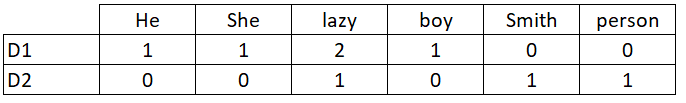 He She lazy boy Smith person
D1 1 1 2 1 0 0
D2 0 0 1 0 1 1